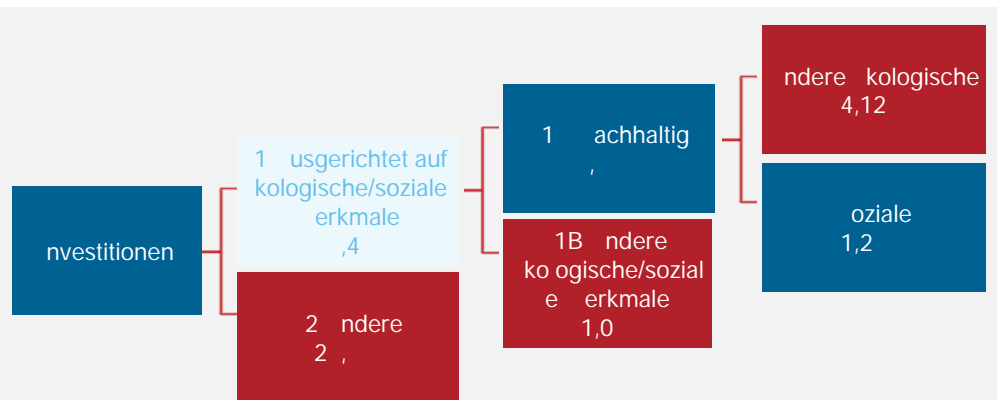 nvestitionen
1 usgerichtet auf
kologische/soziale
erkmale
,4
2 ndere
2 ,
1 achhaltig
,
1B ndere
ko ogische/sozial
e erkmale
1,0
ndere kologische
4,12
oziale
1,2